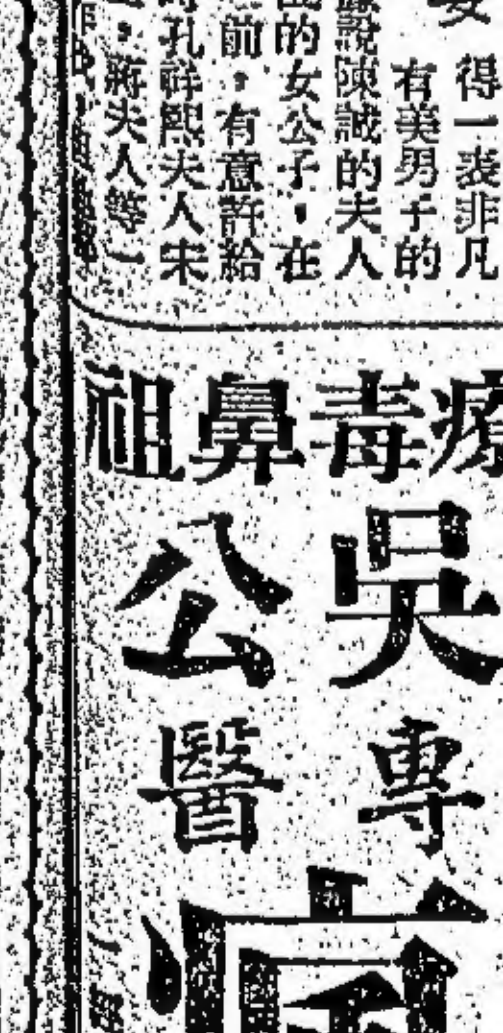 得一表非凡
有美男子的
說陳誠的夫人
的女公子,在
前,有意許給
孔祥熙夫人宋
,蔣夫人等一
療毒鼻祖
吳公
專醫